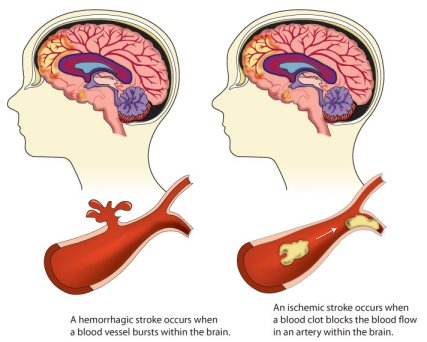 A hemorrhagic stroke occurs when
a blood vessel bursts within the brain.
An ischemic stroke occurs when
a blood clot blocks the blood flow
in an artery within the brain.